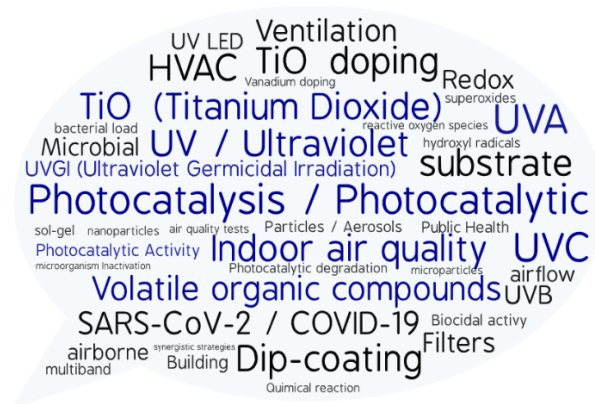 Ventilation
UV LED
HVAC TiO doping
Vanadium doping
Redox
TiO (Titanium Dioxide)
superoxides
UVA
bacterial load
reactive oxygen species
Microbial UV / Ultraviolet
hydroxyl radicals
UVGI (Ultraviolet Germicidal Irradiation)
substrate
Photocatalysis / Photocatalytic
sol-gel nanoparticles air quality tests Particles / Aerosols Public Health
Photocatalytic Activity Indoor air quality UVC
microorganism Inactivation
Photocatalytic degradation microparticles airflow
Volatile organic compounds UVB
SARS-CoV-2 / COVID-19 Biocidal activy
airborne synergistic strategies Filters
multiband Building Dip-coating
Quimical reaction